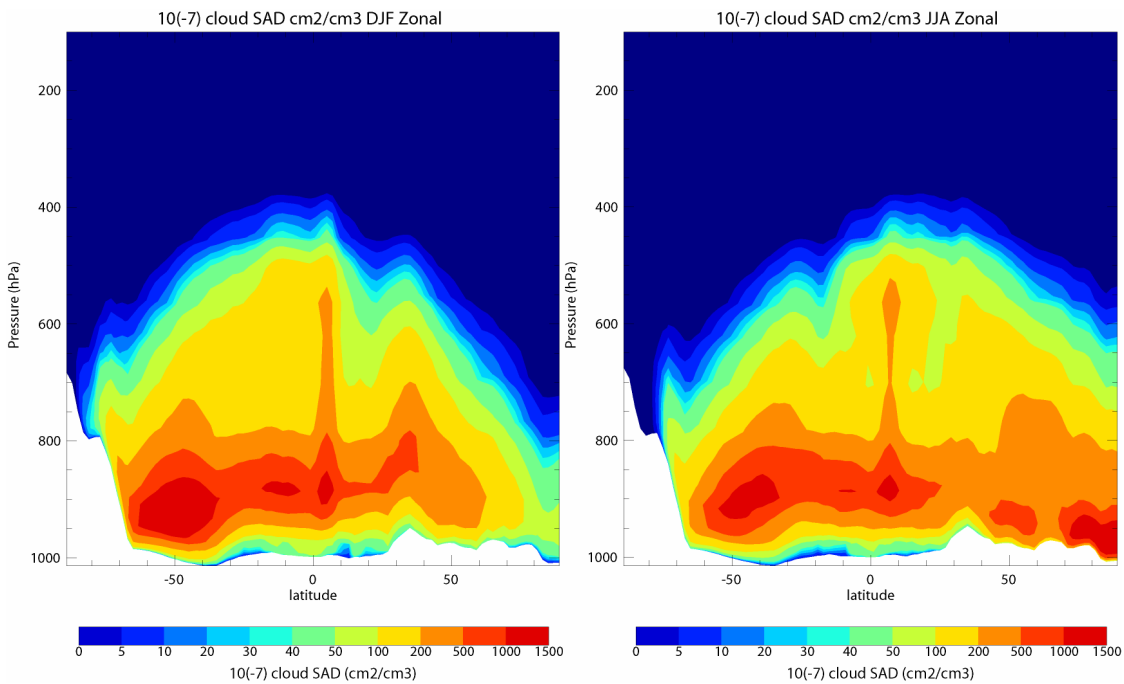 10(-7) cloud SAD cm2/cm3 DJF Zonal
200
400
600
800
1000
Pressure (hPa)
-50 0 50
latitude
0 5 10 20 30 40 50 100 200 500 1000 1500
10(-7) cloud SAD (cm2/cm3)
10(-7) cloud SAD cm2/cm3 JJA Zonal
200
400
600
800
1000
Pressure (hPa)
-50 0 50
latitude
0 5 10 20 30 40 50 100 200 500 1000 1500
10(-7) cloud SAD (cm2/cm3)